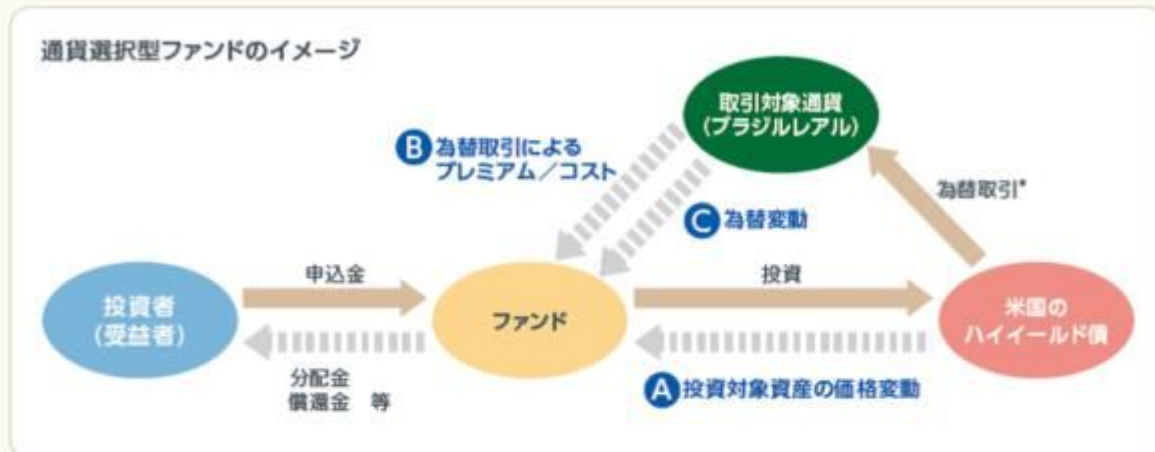 通貨選択型ファンドのイメージ
取引対象通貨
(ブラジルレアル)
B 為替取引による
プレミアム/コスト
為替取引*
C 為替変動
申込金
投資
投資者
(受益者)
ファンド
米国の
ハイイールド債
分配金
償還金 等
A 投資対象資産の価格変動